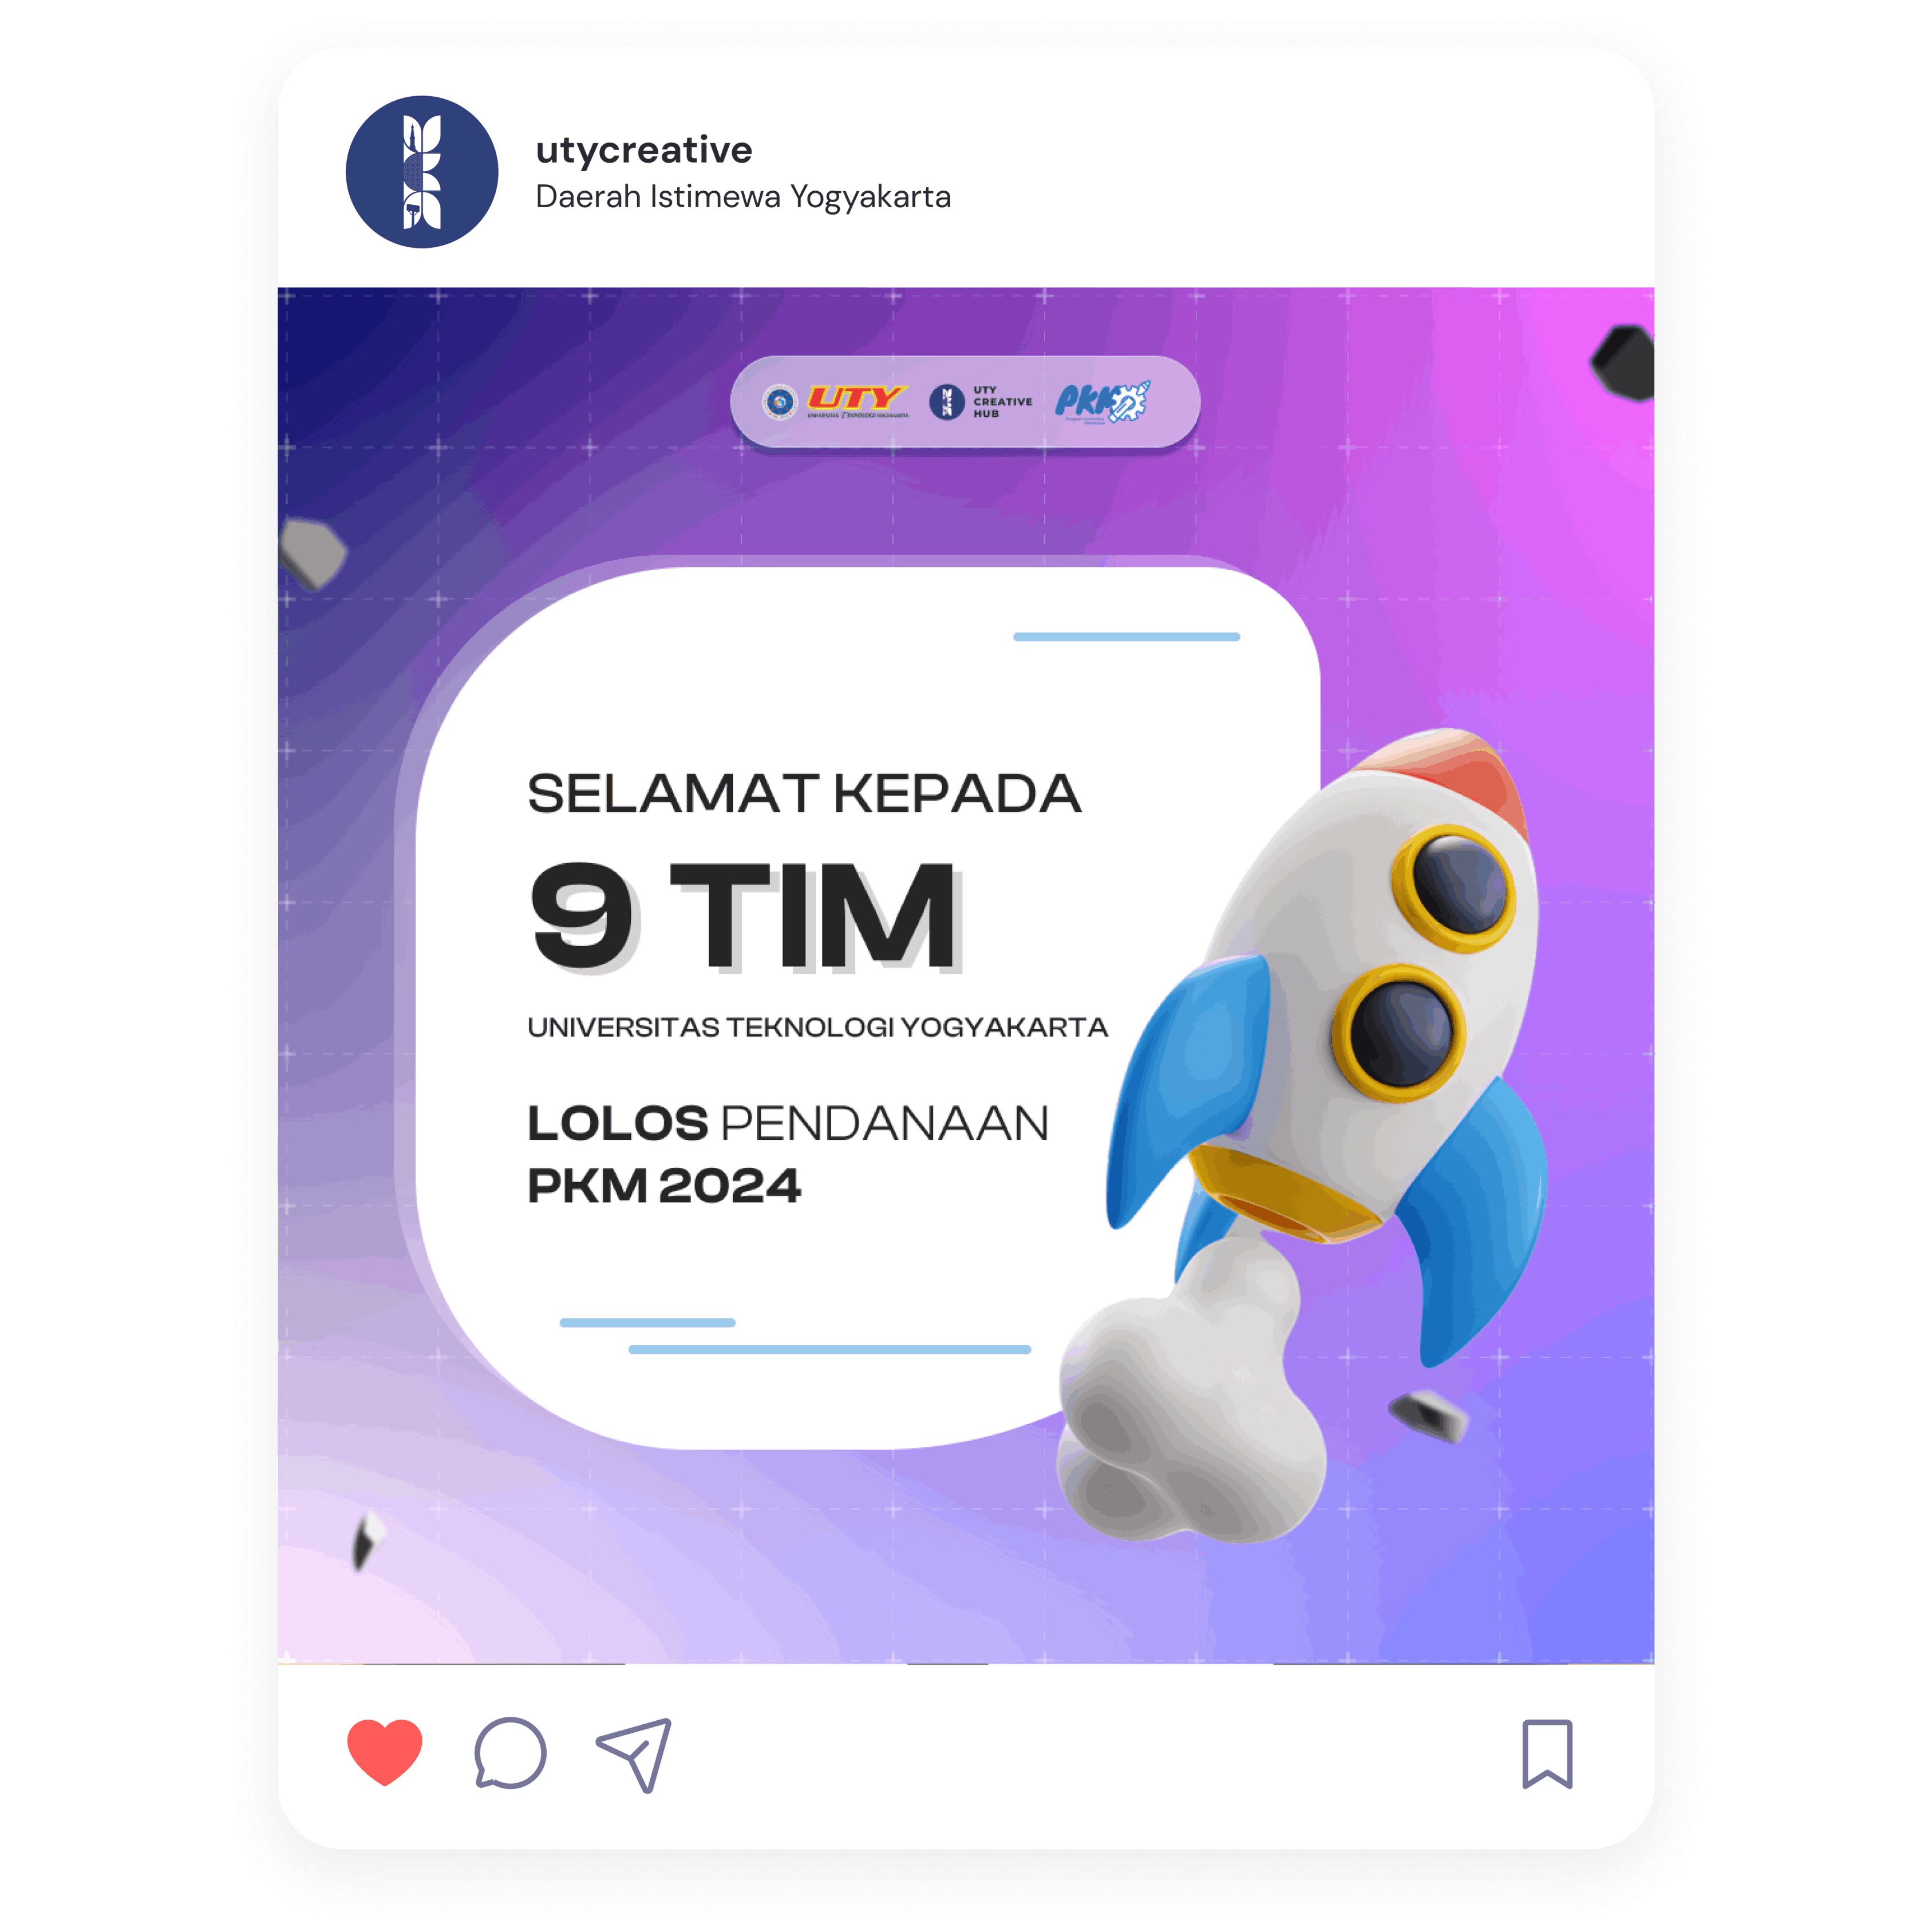 utycreative
Daerah Istimewa Yogyakarta
UTY
UNIVERSITAS TEKNOLOGI YOGYAKARTA
UTY
CREATIVE
HUB
PKM
SELAMAT KEPADA
9 TIM
UNIVERSITAS TEKNOLOGI YOGYAKARTA
LOLOS PENDANAAN
PKM 2024